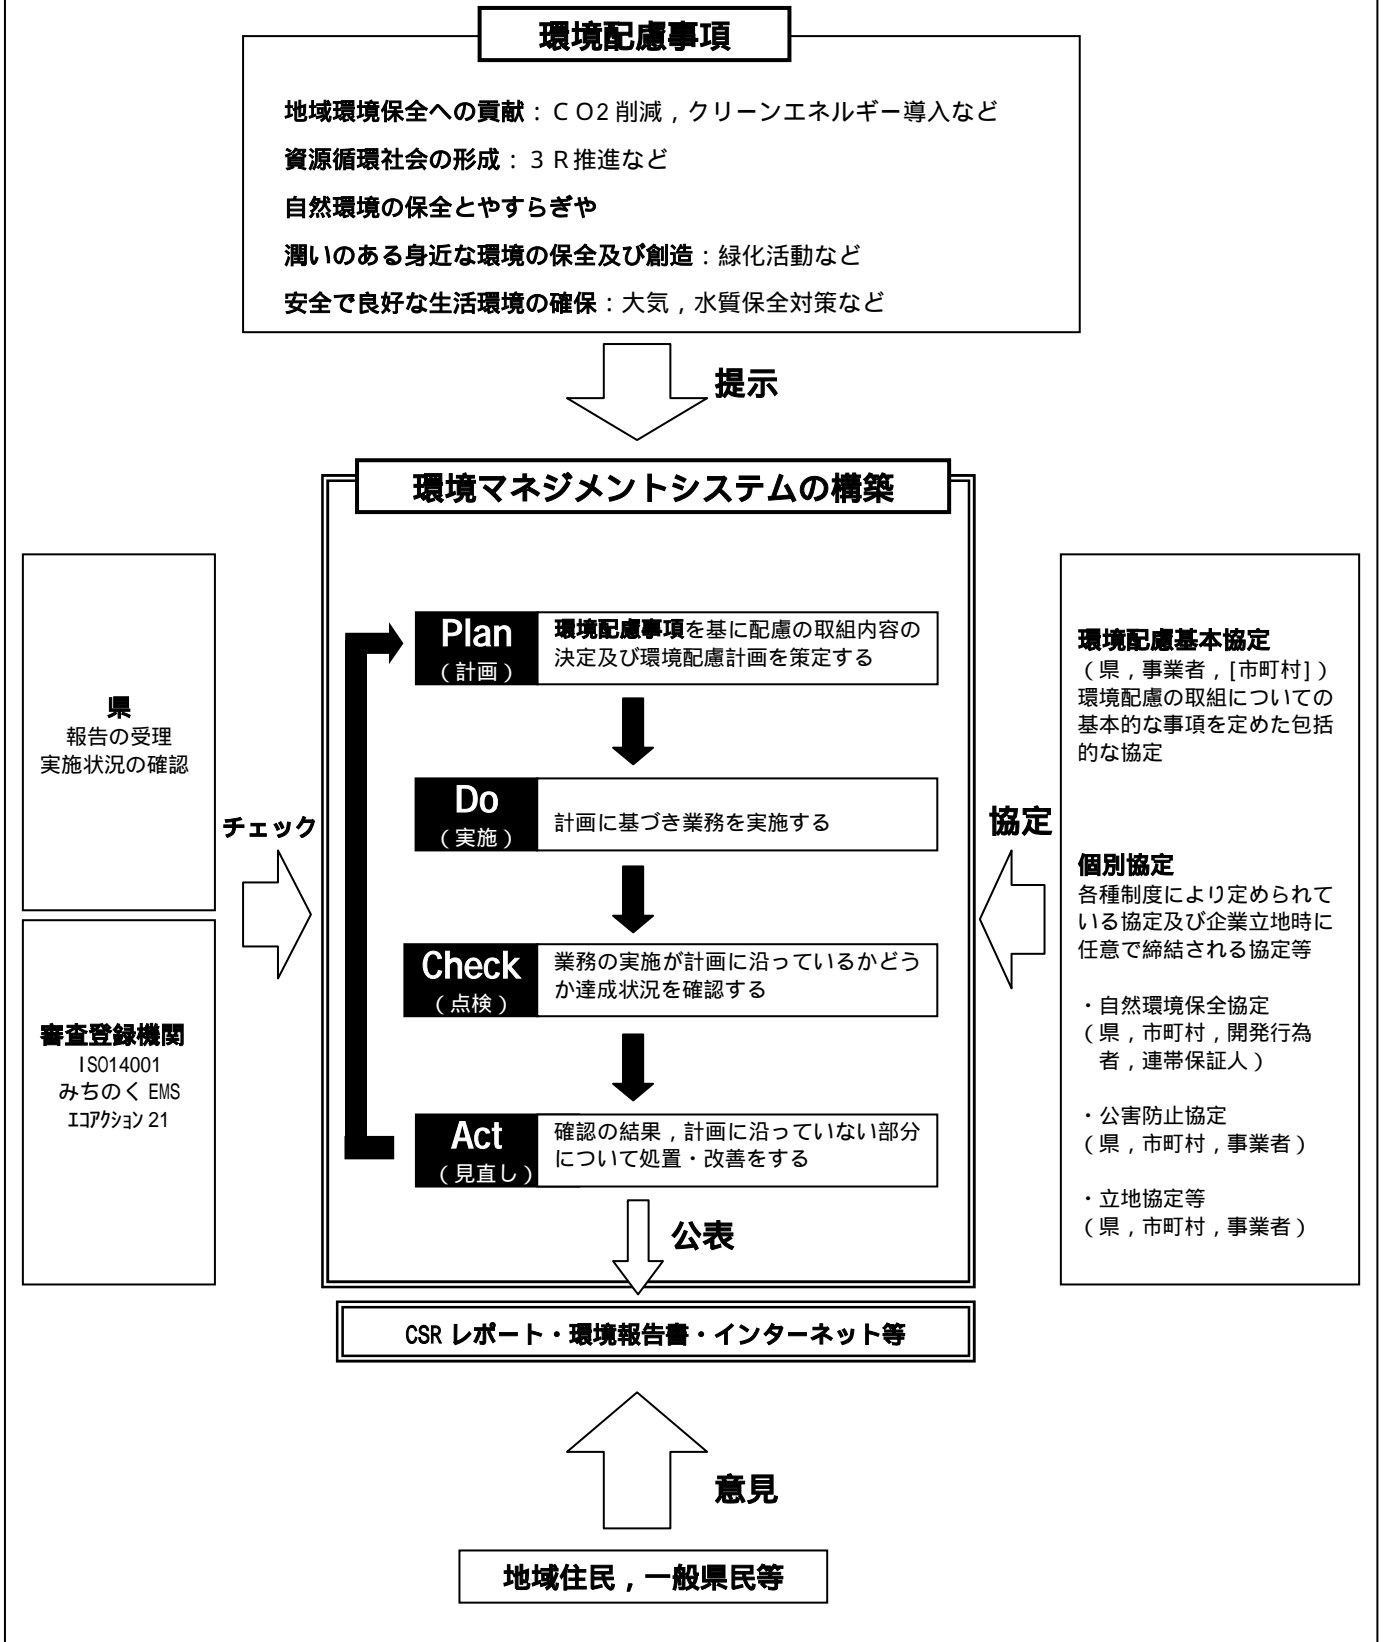 環境配慮事項
地域環境保全への貢献：ＣＯ2 削減，クリーンエネルギー導入など
資源循環社会の形成：３Ｒ推進など
自然環境の保全とやすらぎや
潤いのある身近な環境の保全及び創造：緑化活動など
安全で良好な生活環境の確保：大気，水質保全対策など
提示
環境マネジメントシステムの構築
県
報告の受理
実施状況の確認
チェック
審査登録機関
ISO14001
みちのく EMS
ｴｺｱｸｼｮﾝ 21
Plan
（計画）
環境配慮事項を基に配慮の取組内容の
決定及び環境配慮計画を策定する
Do
（実施）
計画に基づき業務を実施する
Check
（点検）
業務の実施が計画に沿っているかどう
か達成状況を確認する
Act
（見直し）
確認の結果，計画に沿っていない部分
について処置・改善をする
公表
協定
環境配慮基本協定
（県，事業者，[市町村]）
環境配慮の取組についての
基本的な事項を定めた包括
的な協定
個別協定
各種制度により定められて
いる協定及び企業立地時に
任意で締結される協定等
・自然環境保全協定
（県，市町村，開発行為
者，連帯保証人）
・公害防止協定
（県，市町村，事業者）
・立地協定等
（県，市町村，事業者）
CSR レポート・環境報告書・インターネット等
意見
地域住民，一般県民等